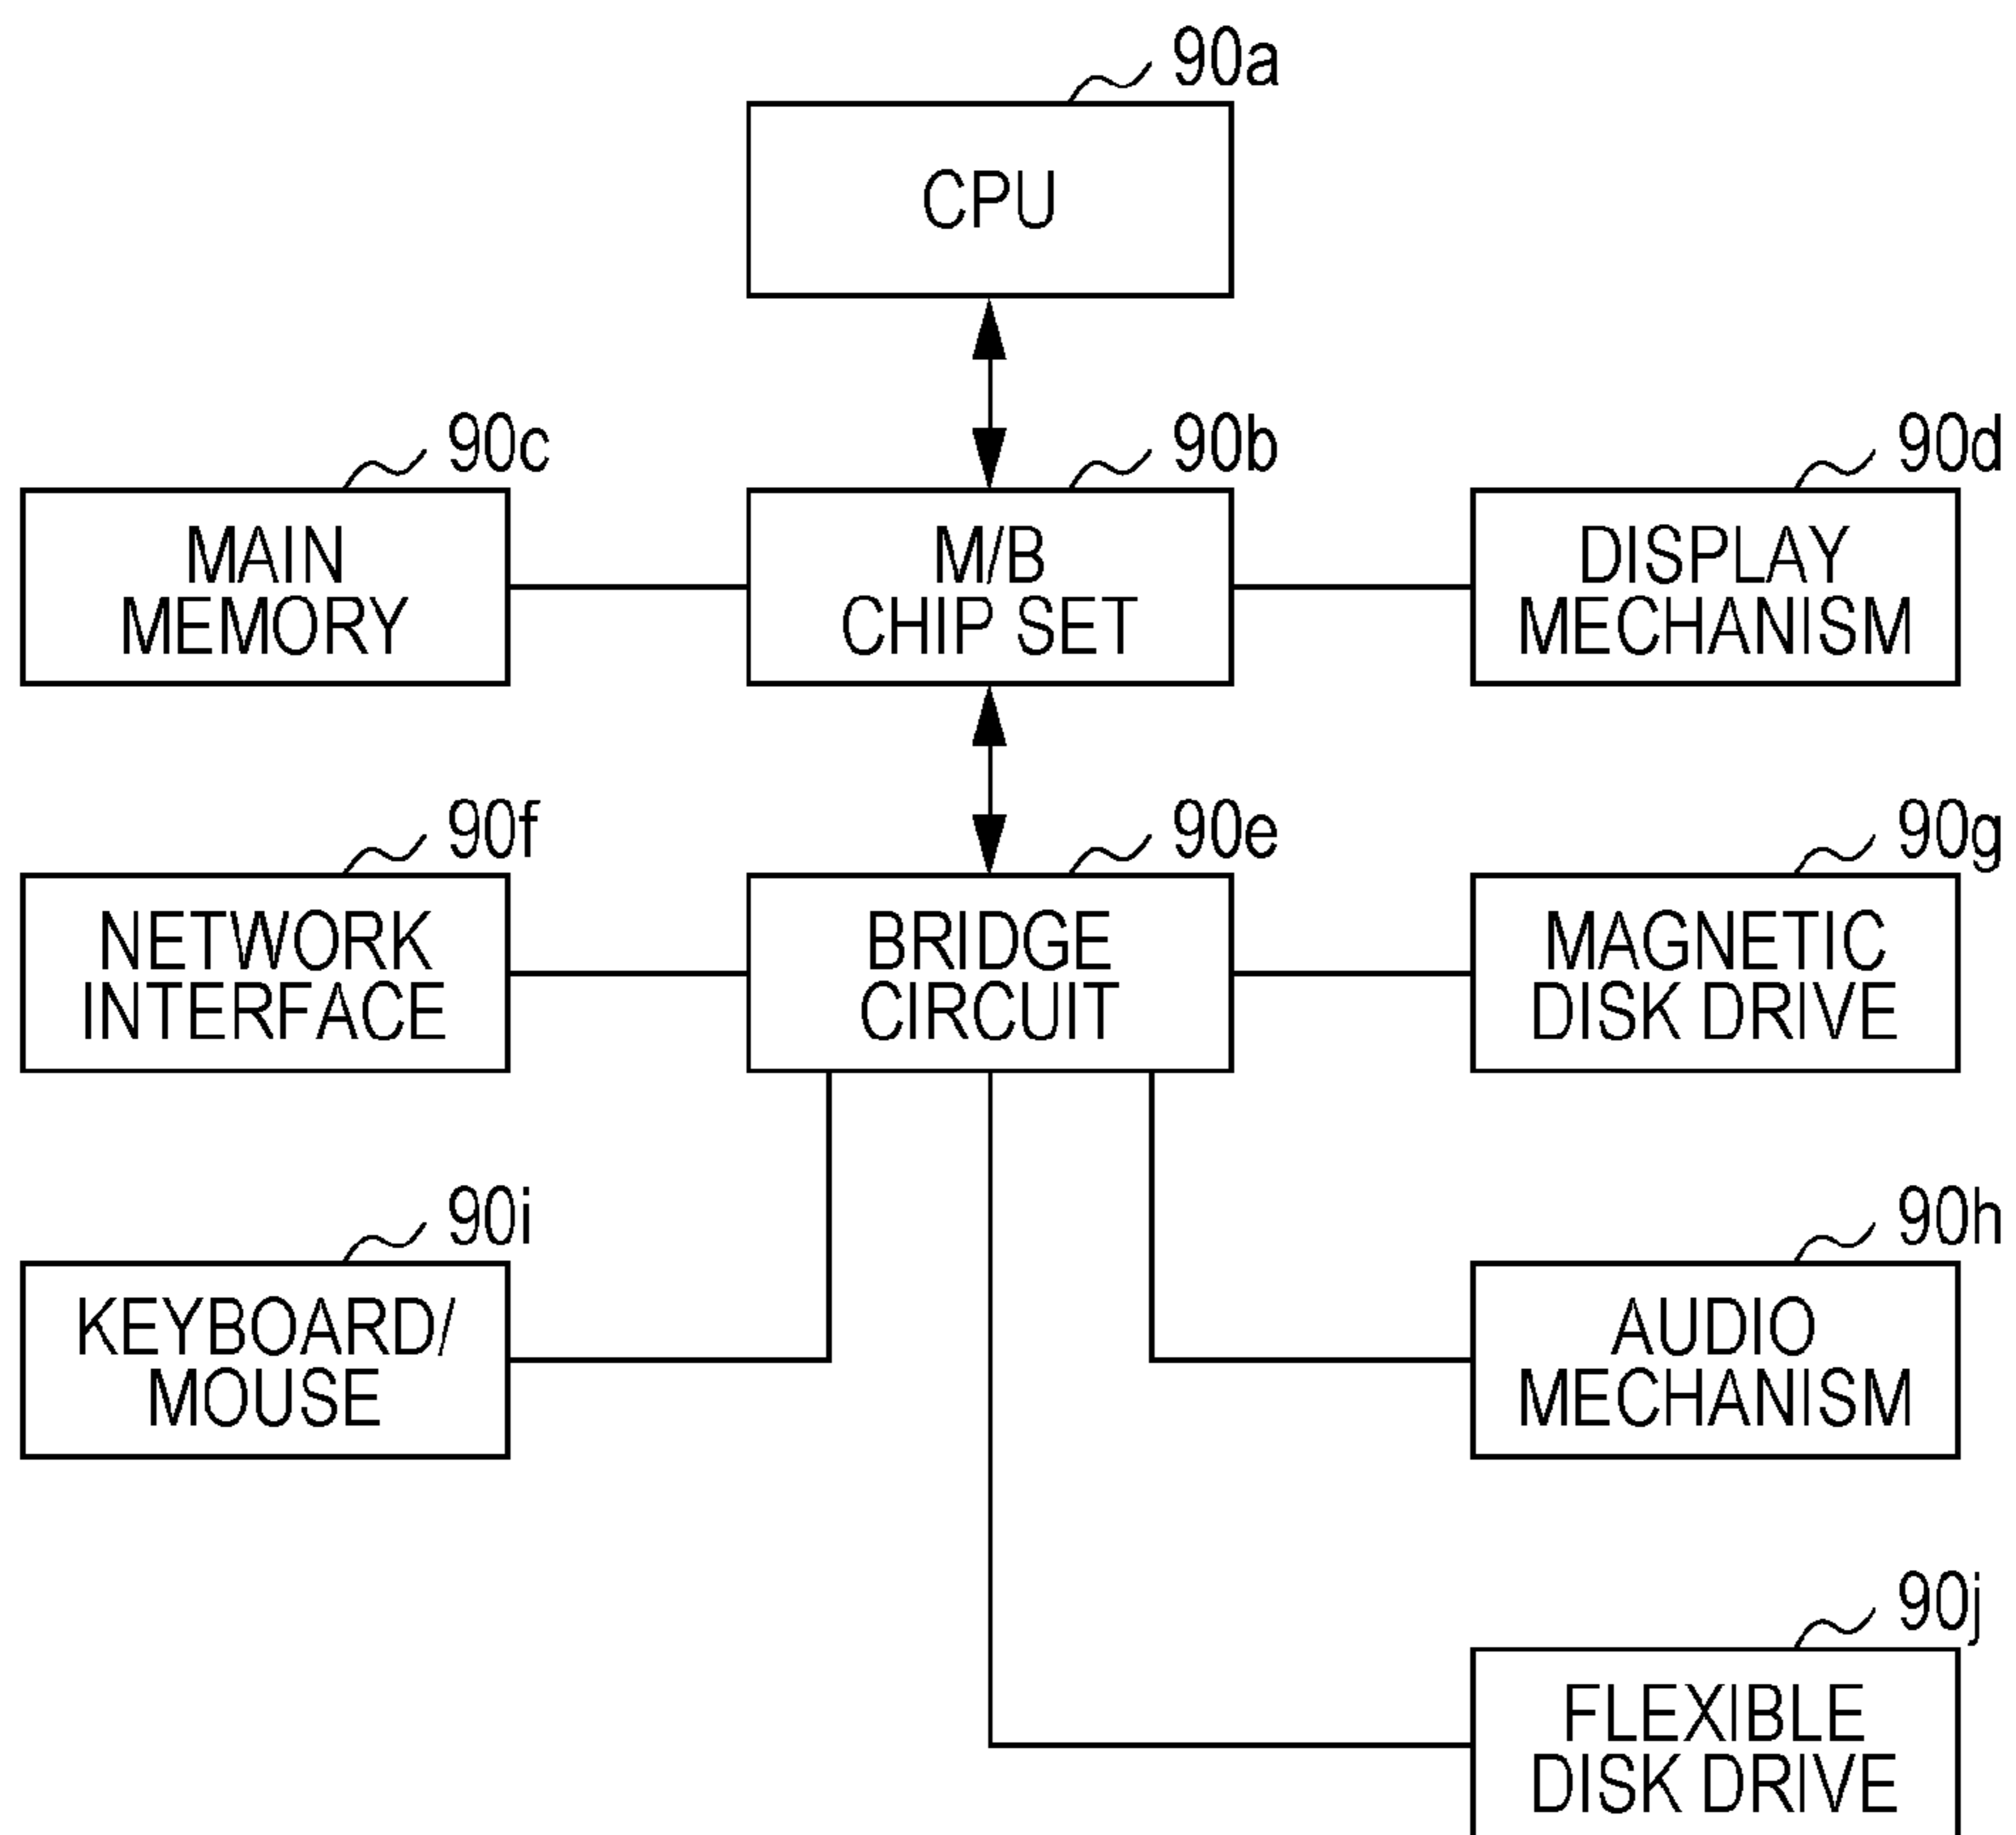 90a
CPU
90c
90b
90d
MAIN
MEMORY
M/B
CHIP SET
DISPLAY
MECHANISM
90f
90e
90g
NETWORK
INTERFACE
BRIDGE
CIRCUIT
MAGNETIC
DISK DRIVE
90i
90h
KEYBOARD/
MOUSE
AUDIO
MECHANISM
90j
FLEXIBLE
DISK DRIVE